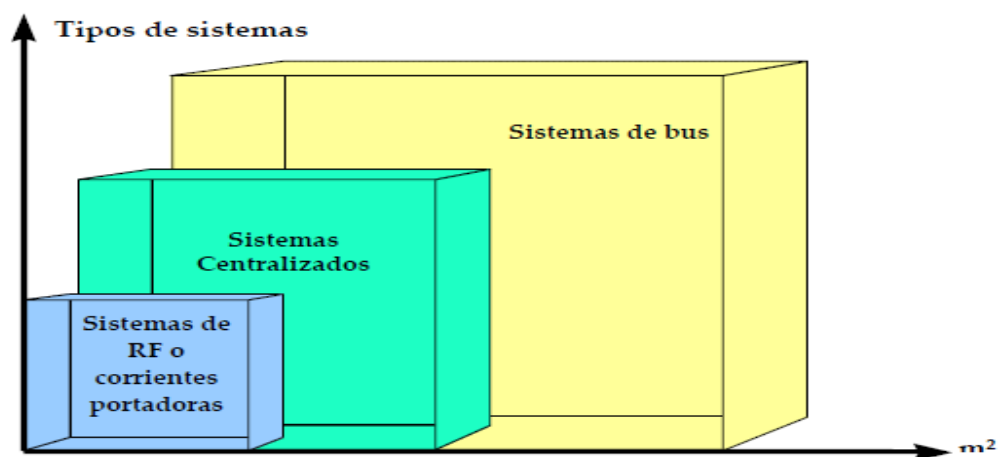 Tipos de sistemas
Sistemas de bus
Sistemas
Centralizados
Sistemas de
RF o
corrientes
portadoras
m²